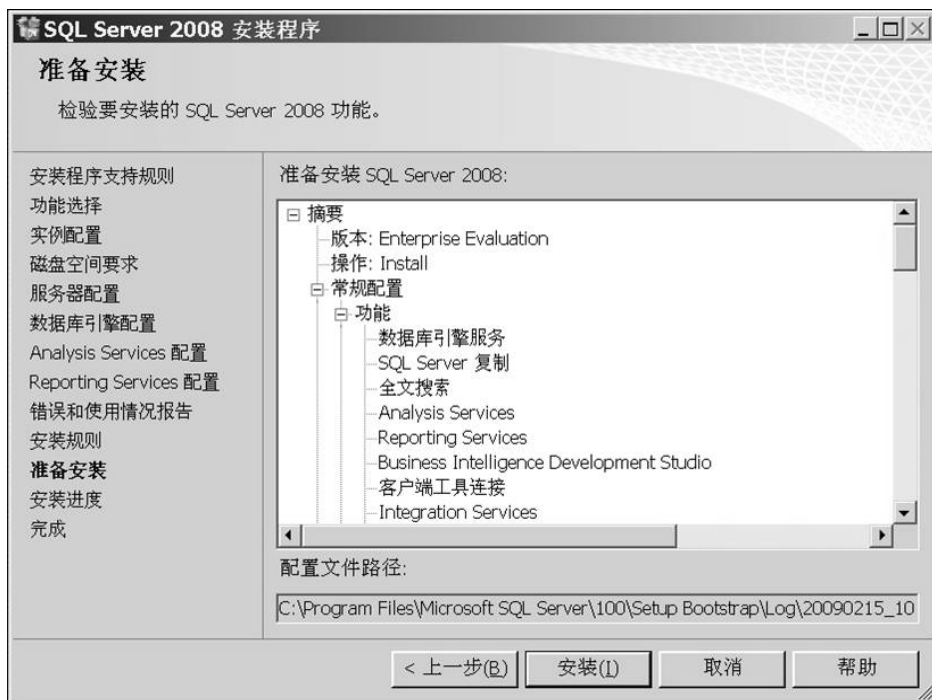 SQL Server 2008 安装程序
准备安装
检验要安装的 SQL Server 2008 功能。
安装程序支持规则
功能选择
实例配置
磁盘空间要求
服务器配置
数据库引擎配置
Analysis Services 配置
Reporting Services 配置
错误和使用情况报告
安装规则
准备安装
安装进度
完成
准备安装 SQL Server 2008:
摘要
版本: Enterprise Evaluation
操作: Install
常规配置
功能
数据库引擎服务
SQL Server 复制
全文搜索
Analysis Services
Reporting Services
Business Intelligence Development Studio
客户端工具连接
Integration Services
配置文件路径:
C:\Program Files\Microsoft SQL Server\100\Setup Bootstrap\Log\20090215_10
< 上一步(B)
安装(I)
取消
帮助